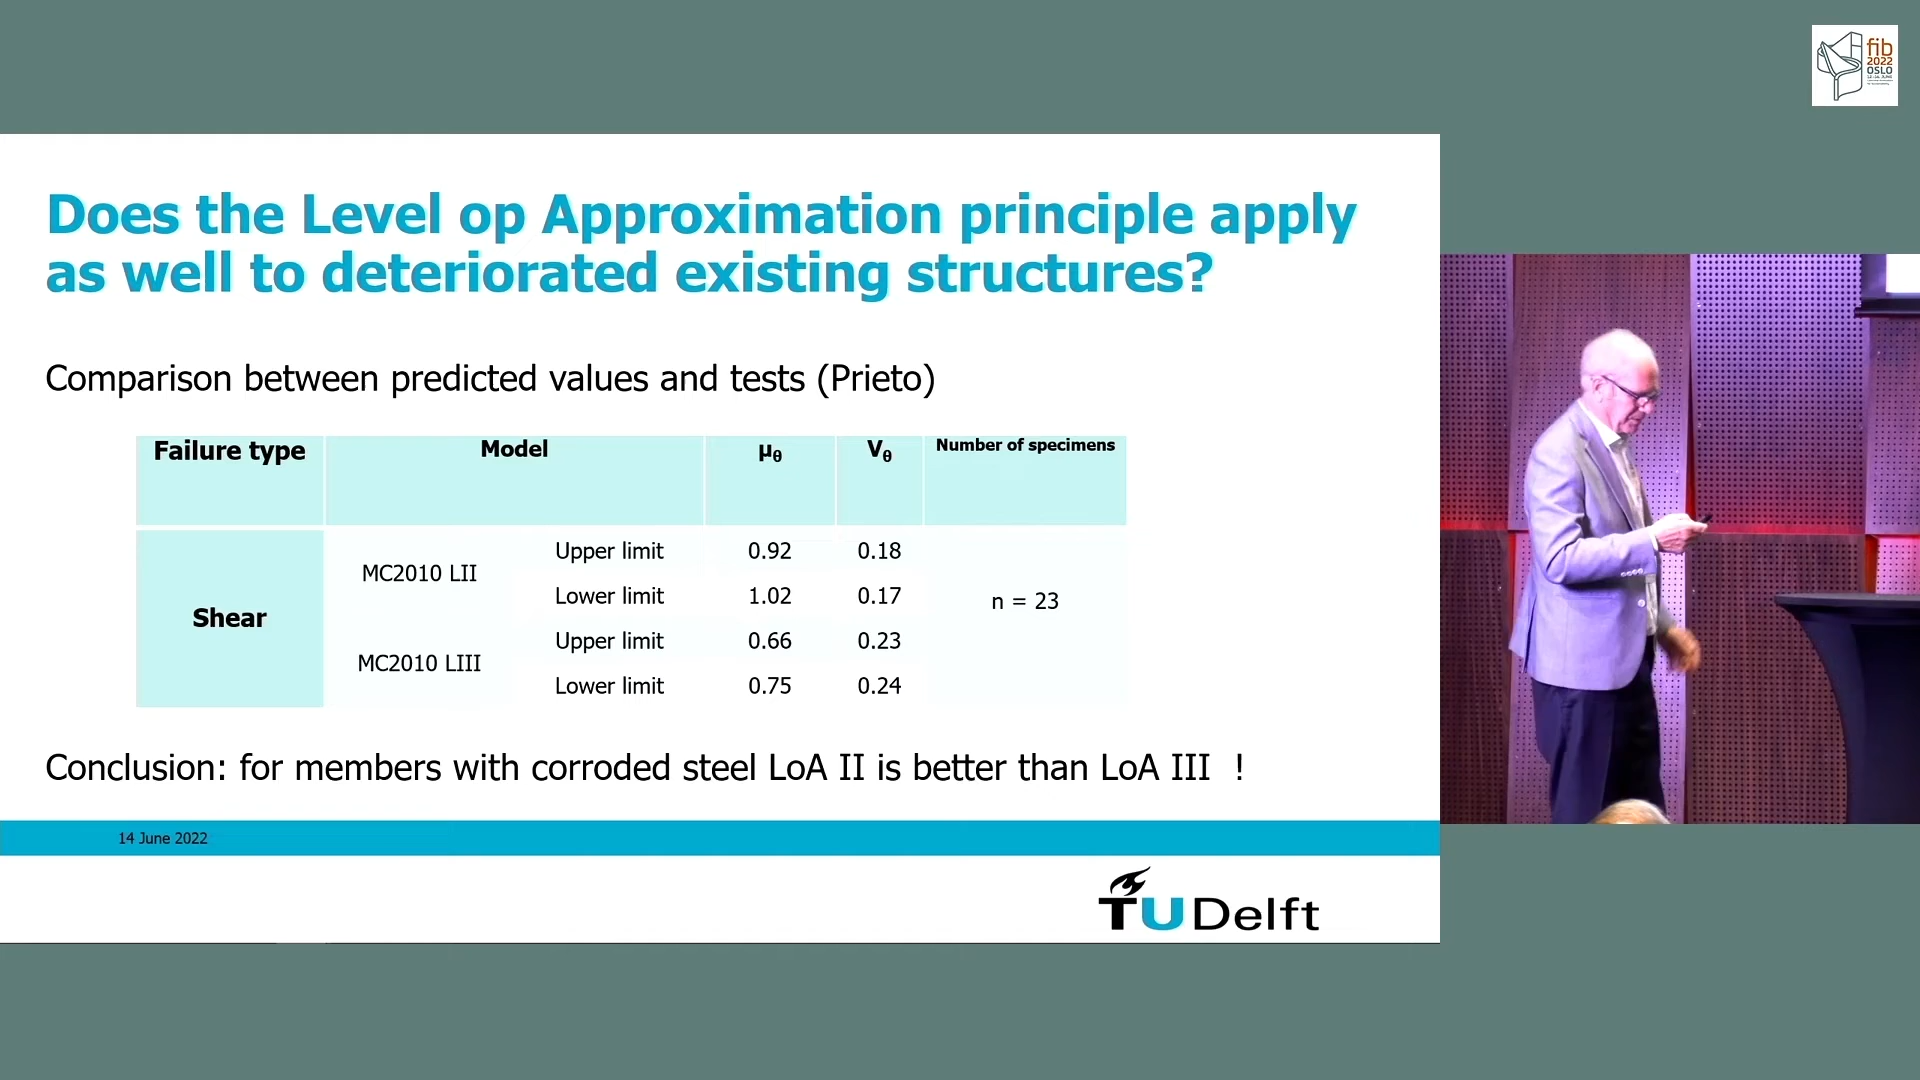 fib
2022
OSLO
Does the Level op Approximation principle apply
as well to deteriorated existing structures?
Comparison between predicted values and tests (Prieto)
Failure type Model μθ Vθ Number of specimens
Shear
MC2010 LII
Upper limit 0.92 0.18
Lower limit 1.02 0.17
n = 23
MC2010 LIII
Upper limit 0.66 0.23
Lower limit 0.75 0.24
Conclusion: for members with corroded steel LoA II is better than LoA III !
14 June 2022
TU Delft